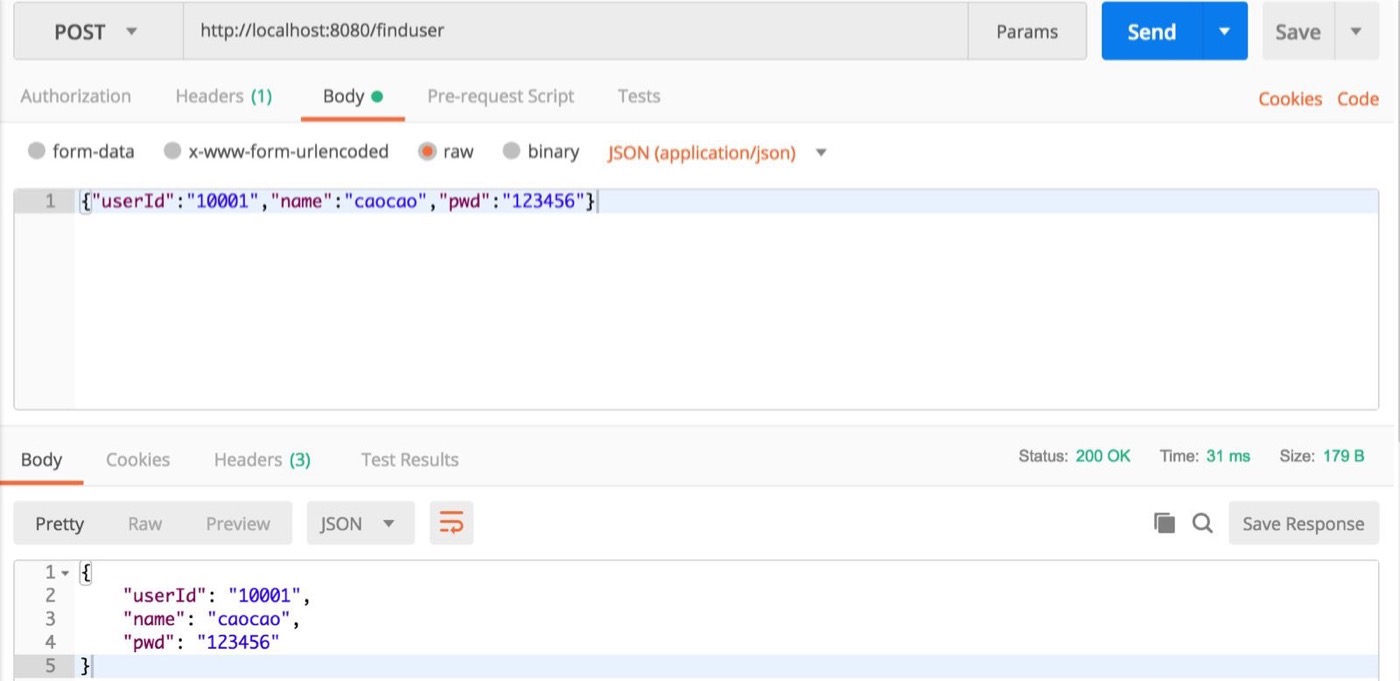 POST http://localhost:8080/finduser Params Send Save
Authorization Headers (1) Body Pre-request Script Tests Cookies Code
form-data x-www-form-urlencoded raw binary JSON (application/json)
1 {"userId":"10001","name":"caocao","pwd":"123456"}
Body Cookies Headers (3) Test Results Status: 200 OK Time: 31 ms Size: 179 B
Pretty Raw Preview JSON Save Response
1 {
2 "userId": "10001",
3 "name": "caocao",
4 "pwd": "123456"
5 }